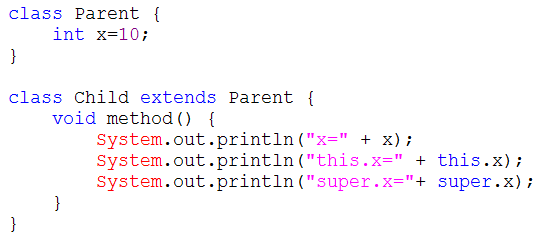 class Parent {
    int x=10;
}

class Child extends Parent {
    void method() {
        System.out.println("x=" + x);
        System.out.println("this.x=" + this.x);
        System.out.println("super.x="+ super.x);
    }
}